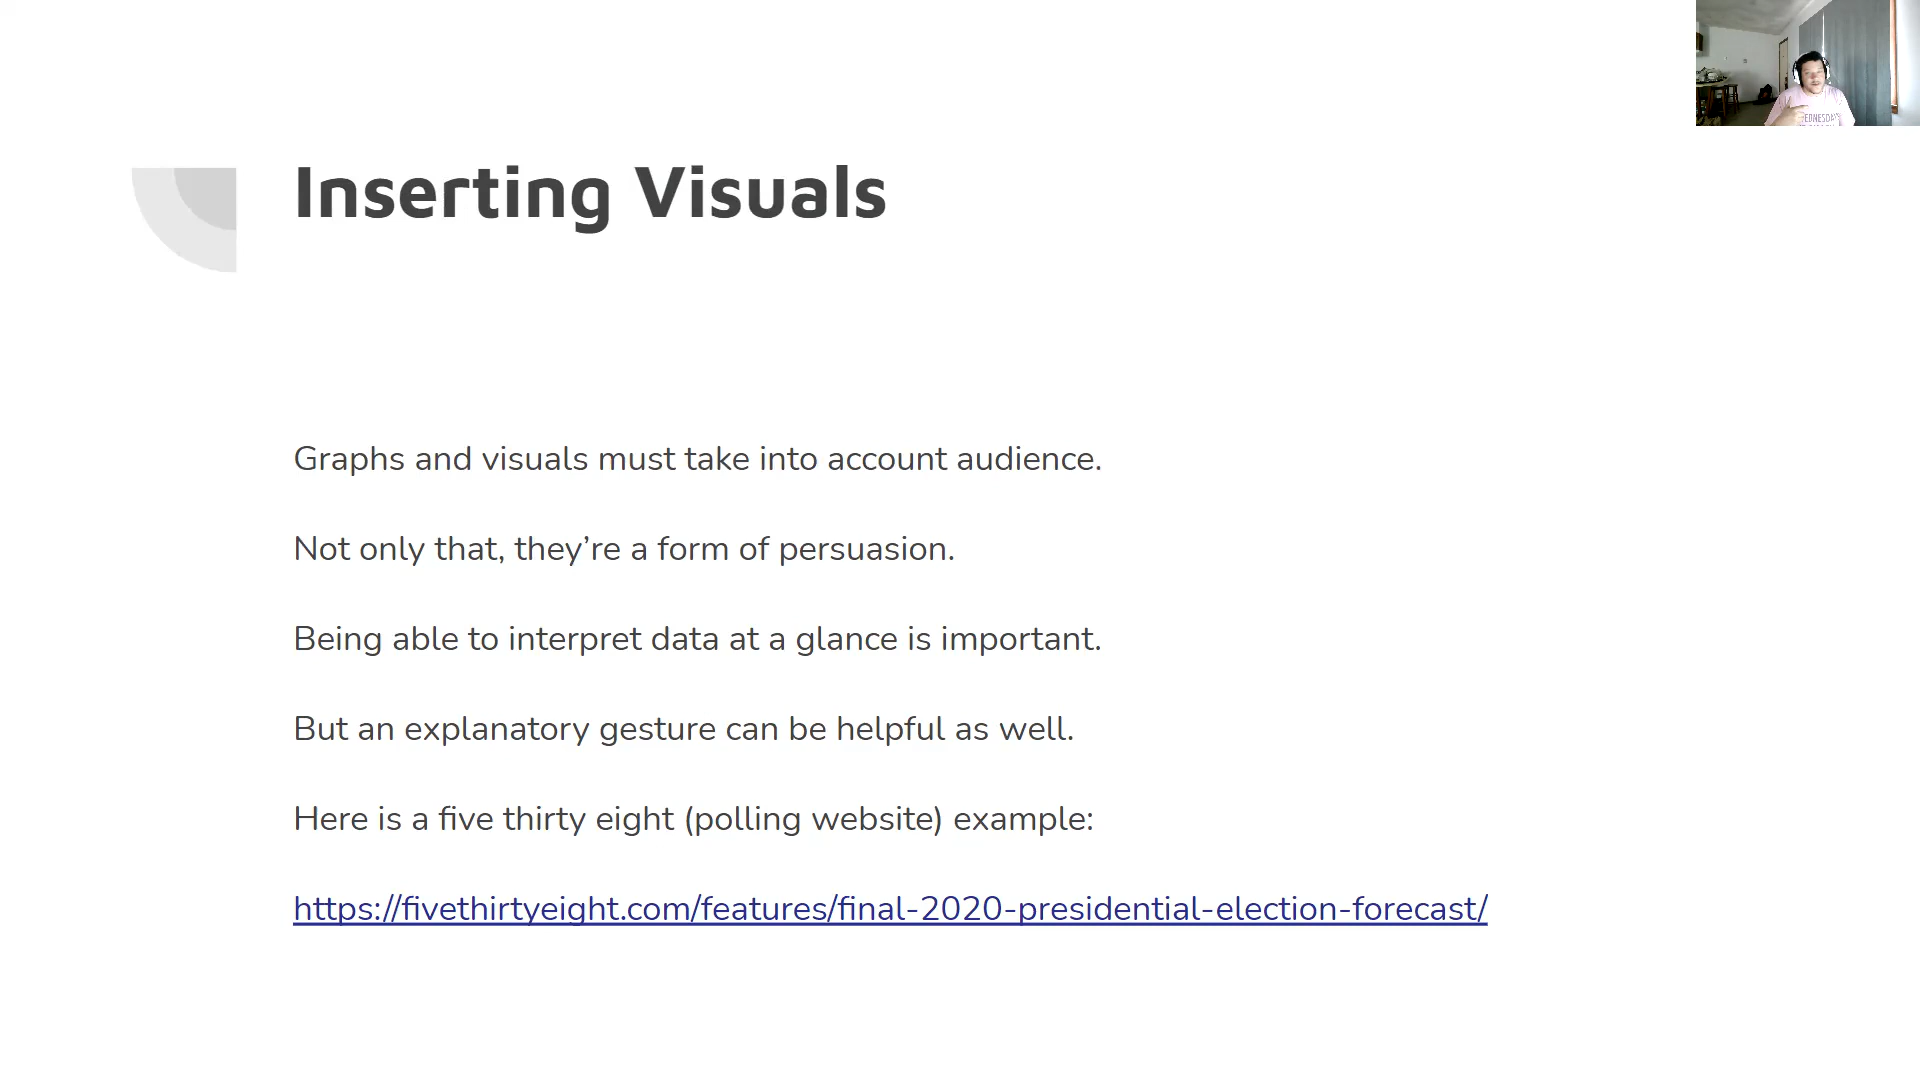 Inserting Visuals
Graphs and visuals must take into account audience.
Not only that, they’re a form of persuasion.
Being able to interpret data at a glance is important.
But an explanatory gesture can be helpful as well.
Here is a five thirty eight (polling website) example:
https://fivethirtyeight.com/features/final-2020-presidential-election-forecast/